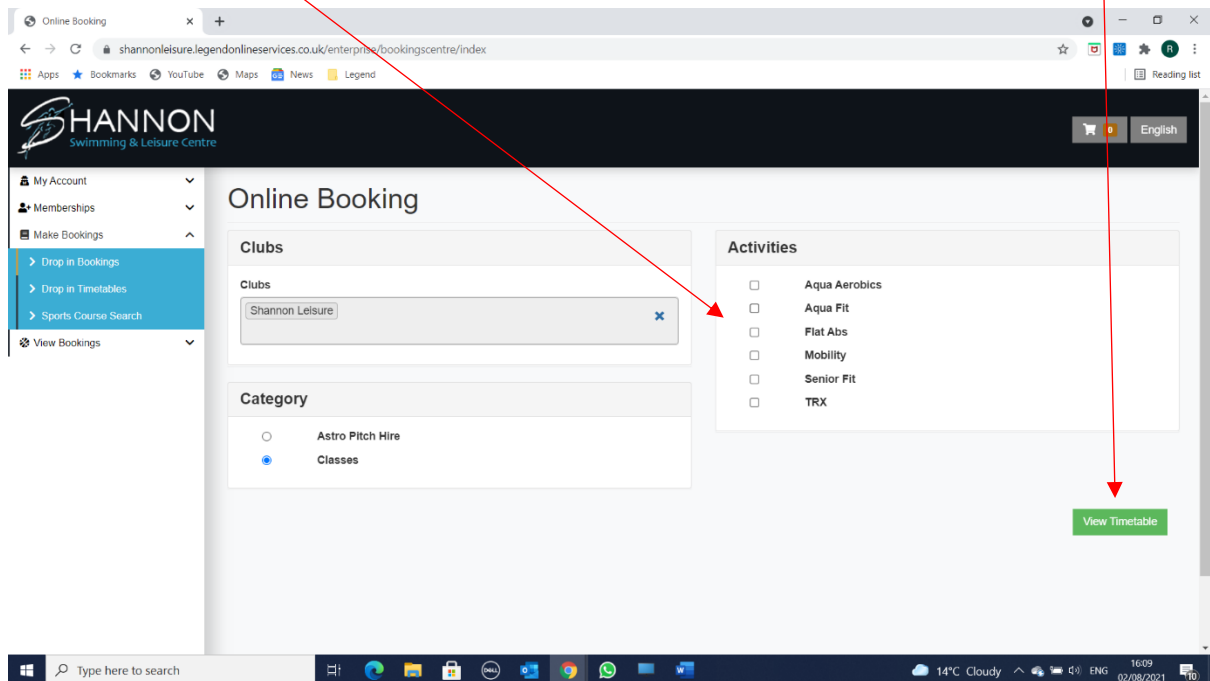 Online Booking
shannonleisure.legendonlineservices.co.uk/enterprise/bookingscentre/index
Apps Bookmarks YouTube Maps News Legend Reading list
R
SHANNON
Swimming & Leisure Centre
0 English
My Account
Memberships
Make Bookings
Drop in Bookings
Drop in Timetables
Sports Course Search
View Bookings
Online Booking
Clubs
Clubs
Shannon Leisure
Category
Astro Pitch Hire
Classes
Activities
Aqua Aerobics
Aqua Fit
Flat Abs
Mobility
Senior Fit
TRX
View Timetable
Type here to search
DELL
14°C Cloudy ENG
16:09
02/08/2021